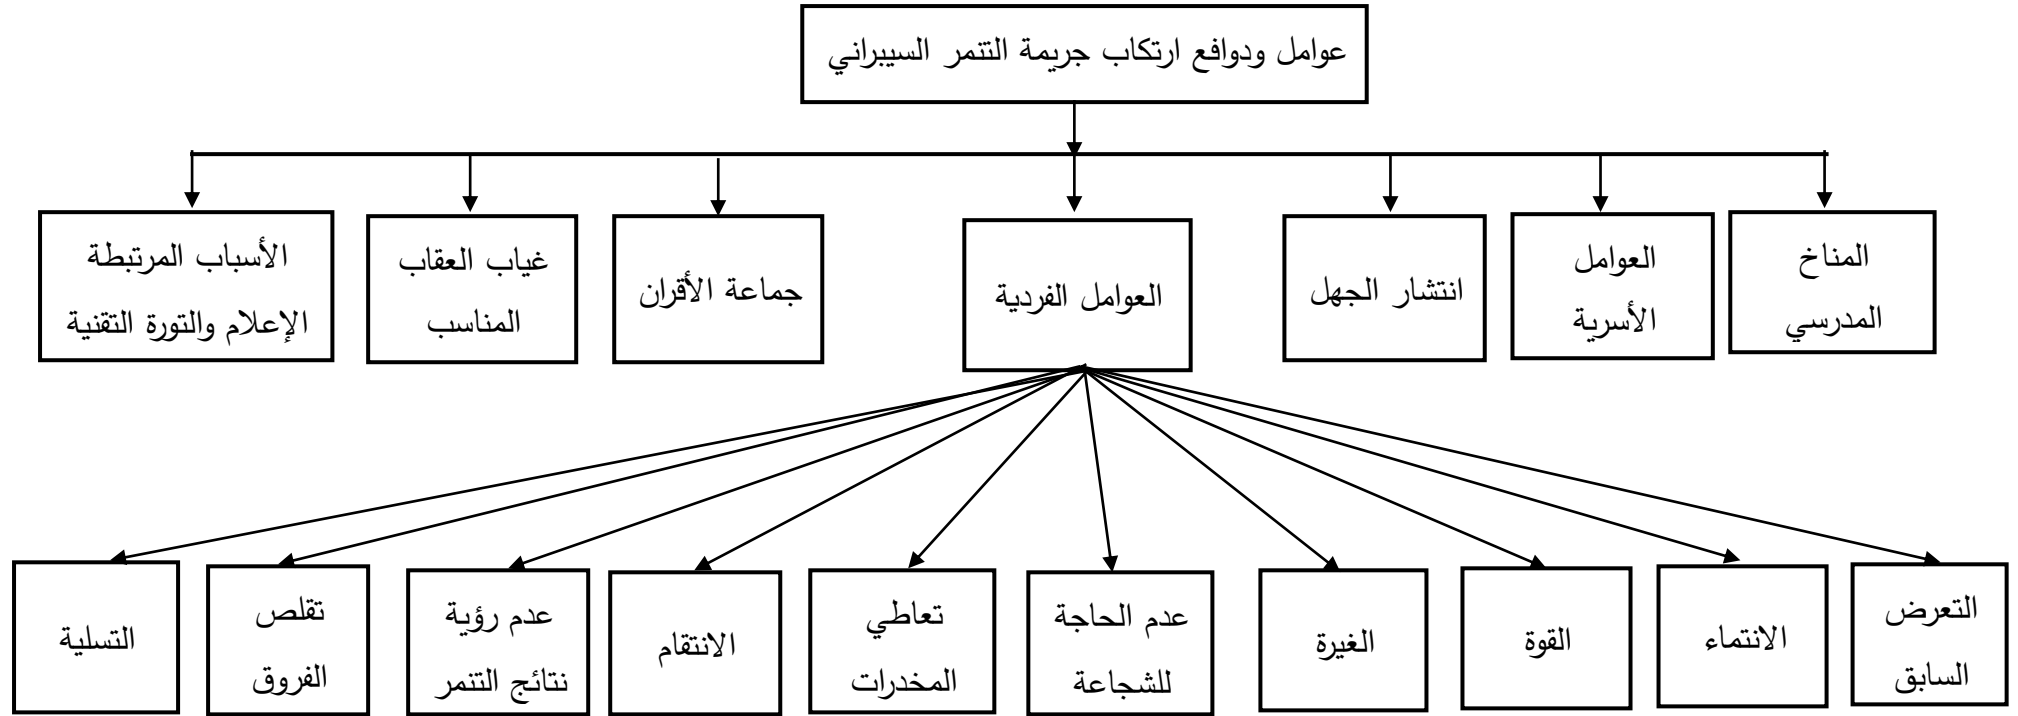 عوامل ودوافع ارتكاب جريمة التنمر السيبراني
المناخ
المدرسي
العوامل
الأسرية
انتشار الجهل
العوامل الفردية
جماعة الأقران
غياب العقاب
المناسب
الأسباب المرتبطة
الإعلام والتورة التقنية
التعرض
السابق
الانتماء
القوة
الغيرة
عدم الحاجة
للشجاعة
تعاطي
المخدرات
الانتقام
عدم رؤية
نتائج التنمر
تقلص
الفروق
التسلية